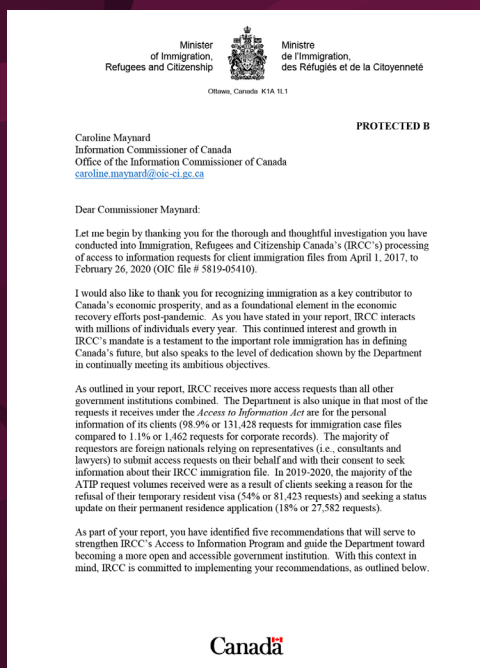 Minister
of Immigration,
Refugees and Citizenship
Ministre
de l'Immigration,
des Réfugiés et de la Citoyenneté
Ottawa, Canada K1A 1L1
PROTECTED B
Caroline Maynard
Information Commissioner of Canada
Office of the Information Commissioner of Canada
caroline.maynard@oic-ci.gc.ca
Dear Commissioner Maynard:
Let me begin by thanking you for the thorough and thoughtful investigation you have
conducted into Immigration, Refugees and Citizenship Canada's (IRCC's) processing
of access to information requests for client immigration files from April 1, 2017, to
February 26, 2020 (OIC file # 5819-05410).
I would also like to thank you for recognizing immigration as a key contributor to
Canada's economic prosperity, and as a foundational element in the economic
recovery efforts post-pandemic. As you have stated in your report, IRCC interacts
with millions of individuals every year. This continued interest and growth in
IRCC's mandate is a testament to the important role immigration has in defining
Canada's future, but also speaks to the level of dedication shown by the Department
in continually meeting its ambitious objectives.
As outlined in your report, IRCC receives more access requests than all other
government institutions combined. The Department is also unique in that most of the
requests it receives under the Access to Information Act are for the personal
information of its clients (98.9% or 131,428 requests for immigration case files
compared to 1.1% or 1,462 requests for corporate records). The majority of
requestors are foreign nationals relying on representatives (i.e., consultants and
lawyers) to submit access requests on their behalf and with their consent to seek
information about their IRCC immigration file. In 2019-2020, the majority of the
ATIP request volumes received were as a result of clients seeking a reason for the
refusal of their temporary resident visa (54% or 81,423 requests) and seeking a status
update on their permanent residence application (18% or 27,582 requests).
As part of your report, you have identified five recommendations that will serve to
strengthen IRCC's Access to Information Program and guide the Department toward
becoming a more open and accessible government institution. With this context in
mind, IRCC is committed to implementing your recommendations, as outlined below.
Canada